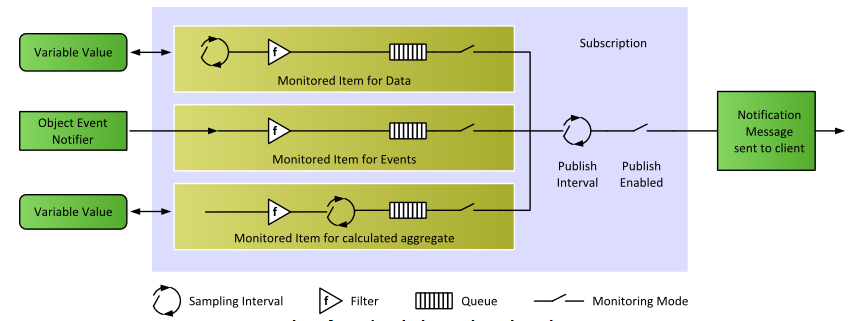 Variable Value
Subscription
Monitored Item for Data
Object Event
Notifier
f
Monitored Item for Events
Publish
Interval
Publish
Enabled
Notification
Message
sent to client
Variable Value
f
Monitored Item for calculated aggregate
f
Sampling Interval
f
Filter
Queue
Monitoring Mode